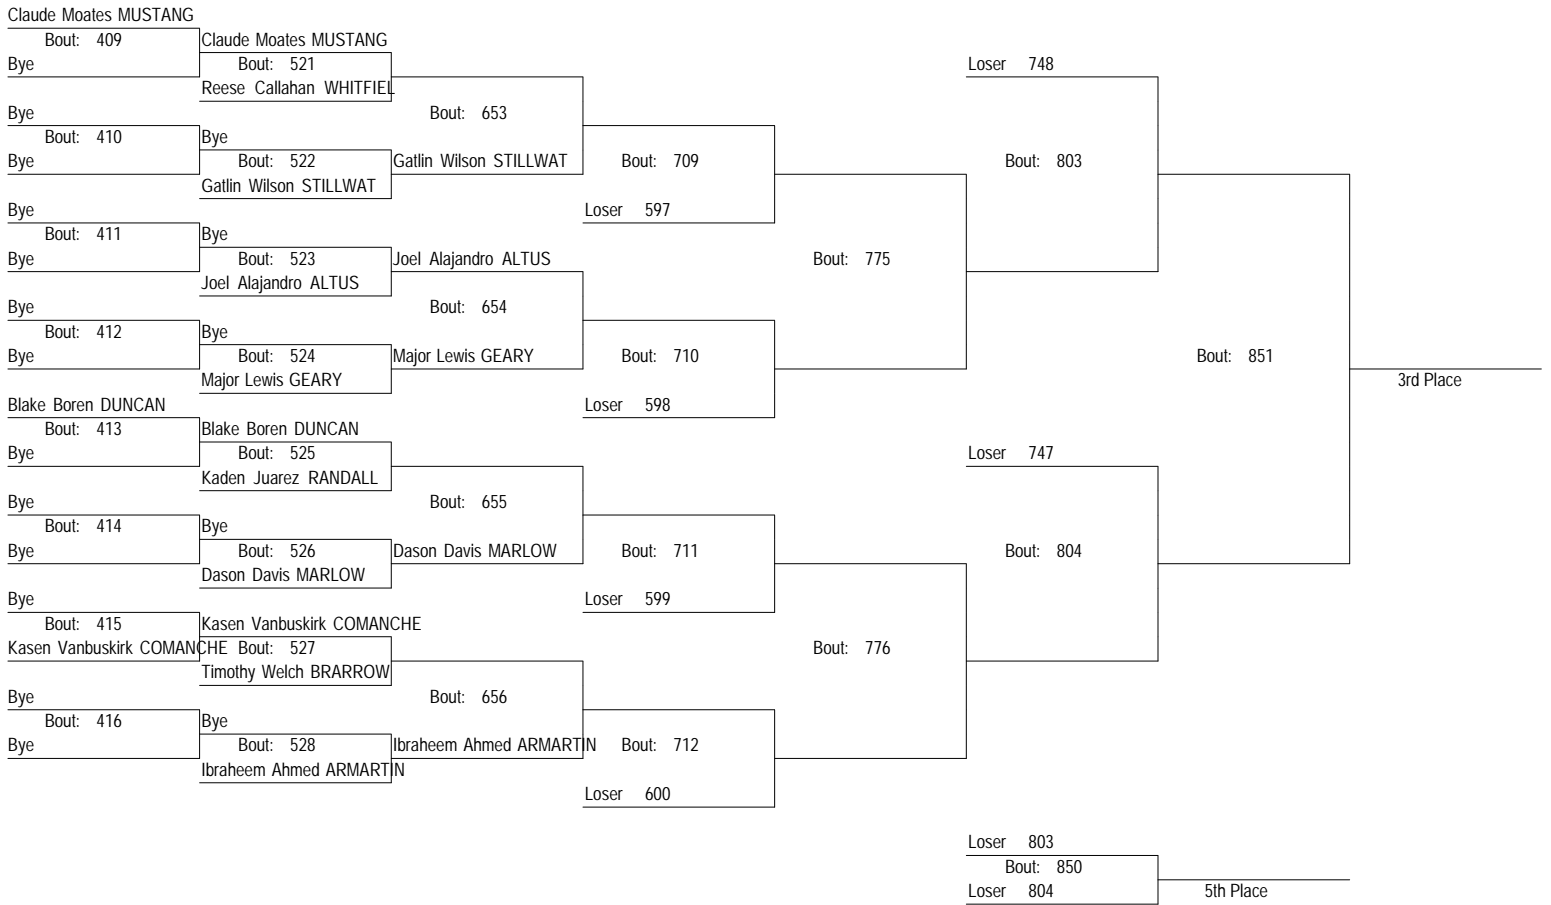 Claude Moates MUSTANG
Bout: 409
Claude Moates MUSTANG
Bye
Bout: 521
Loser 748
Reese Callahan WHITFIEL
Bye
Bout: 653
Bout: 410
Bye
Bye
Bout: 522
Gatlin Wilson STILLWAT
Bout: 709
Bout: 803
Gatlin Wilson STILLWAT
Bye
Loser 597
Bout: 411
Bye
Bye
Bout: 523
Joel Alajandro ALTUS
Bout: 775
Joel Alajandro ALTUS
Bye
Bout: 654
Bout: 412
Bye
Bye
Bout: 524
Major Lewis GEARY
Bout: 710
Bout: 851
Major Lewis GEARY
3rd Place
Blake Boren DUNCAN
Loser 598
Bout: 413
Blake Boren DUNCAN
Bye
Bout: 525
Loser 747
Kaden Juarez RANDALL
Bye
Bout: 655
Bout: 414
Bye
Bye
Bout: 526
Dason Davis MARLOW
Bout: 711
Bout: 804
Dason Davis MARLOW
Bye
Loser 599
Bout: 415
Kasen Vanbuskirk COMANCHE
Kasen Vanbuskirk COMANCHE
Bout: 527
Bout: 776
Timothy Welch BRARROW
Bye
Bout: 656
Bout: 416
Bye
Bye
Bout: 528
Ibraheem Ahmed ARMARTIN
Bout: 712
Ibraheem Ahmed ARMARTIN
Loser 600
Loser 803
Bout: 850
Loser 804
5th Place